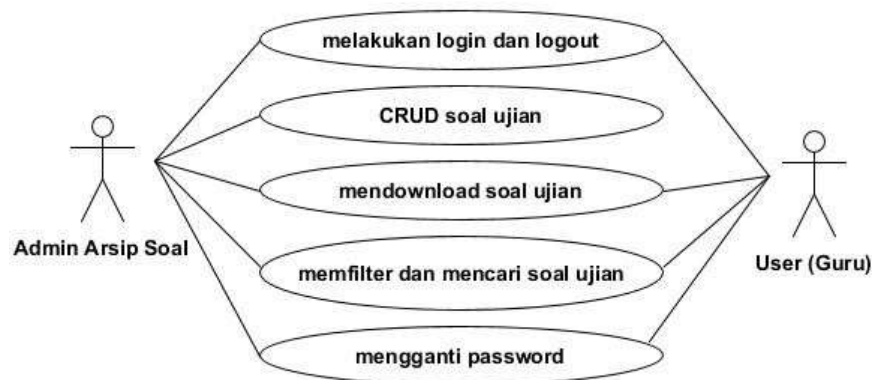 melakukan login dan logout
CRUD soal ujian
mendownload soal ujian
Admin Arsip Soal
memfilter dan mencari soal ujian
User (Guru)
mengganti password